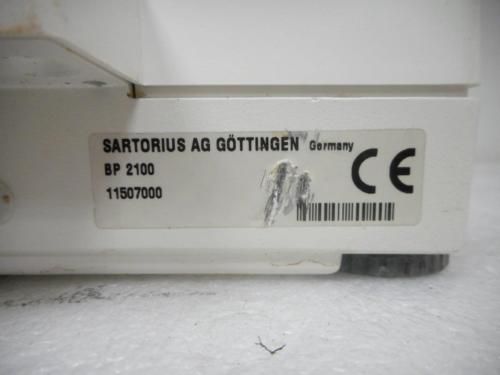 SARTORIUS AG GÖTTINGEN Germany
BP 2100
11507000
CE